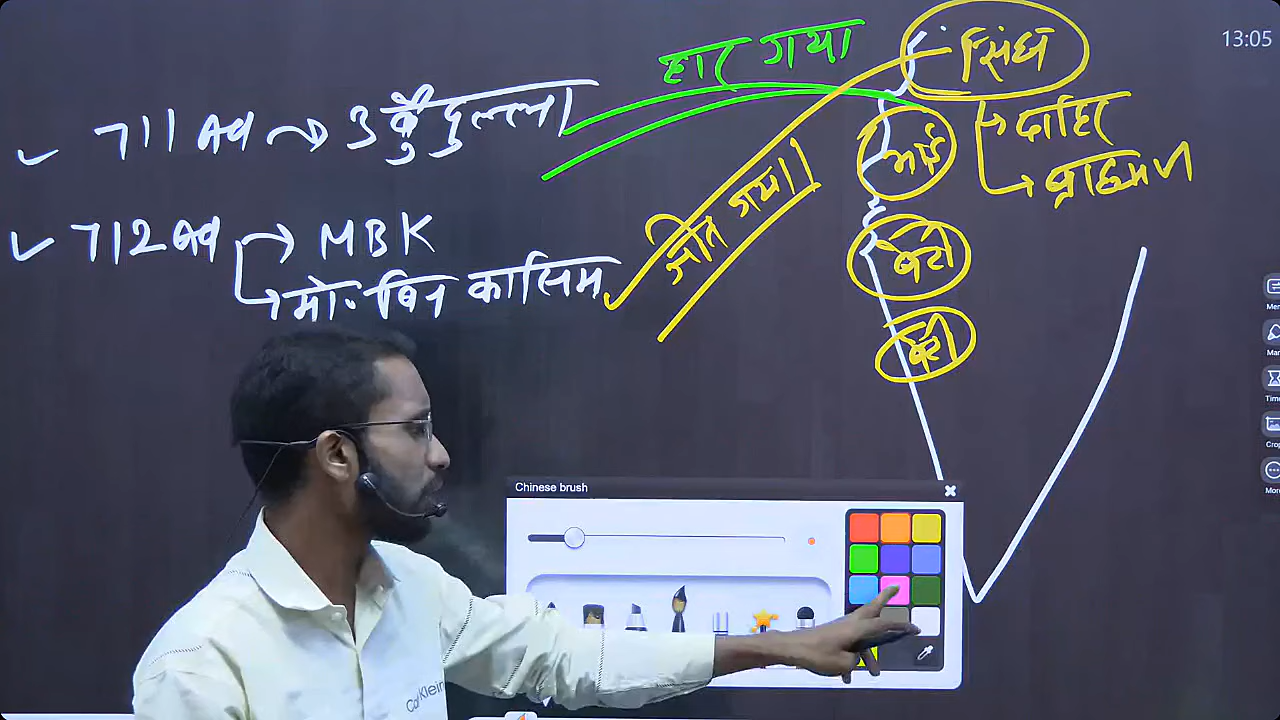 13:05
हार गया
सिंध
✓ 711 AD ~> उबैदुल्ला
→ दाहिर
→ ब्राह्मण
भाई
✓ 712 AD → MBK
→ मो॰ बिन कासिम
जीत गया
बेटी
बेटी
Chinese brush